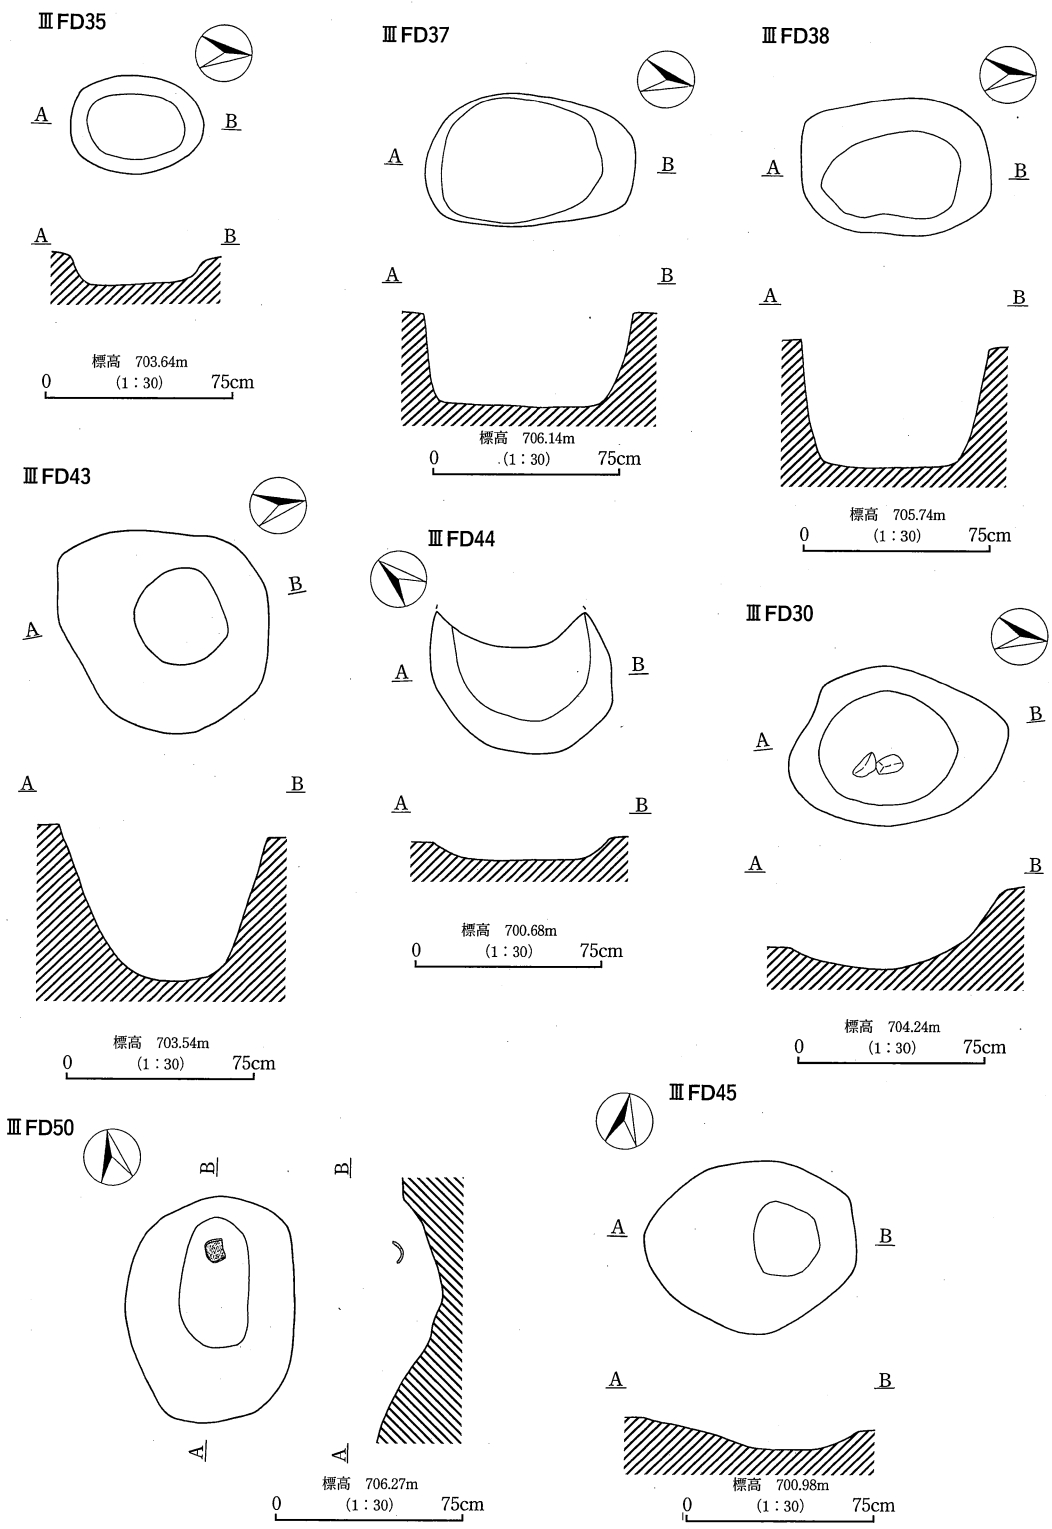 ⅢFD35
A
B
A
B
標高 703.64m
0 (1：30) 75cm
ⅢFD37
A
B
A
B
標高 706.14m
0 (1：30) 75cm
ⅢFD38
A
B
A
B
標高 705.74m
0 (1：30) 75cm
ⅢFD43
A
B
A
B
標高 703.54m
0 (1：30) 75cm
ⅢFD44
A
B
A
B
標高 700.68m
0 (1：30) 75cm
ⅢFD30
A
B
A
B
標高 704.24m
0 (1：30) 75cm
ⅢFD50
B
B
A
A
標高 706.27m
0 (1：30) 75cm
ⅢFD45
A
B
A
B
標高 700.98m
0 (1：30) 75cm